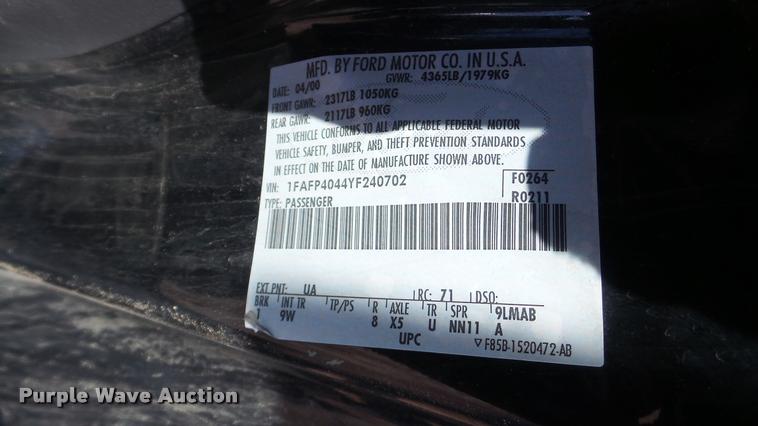 MFD. BY FORD MOTOR CO. IN U.S.A.
DATE: 04/00 GVWR: 4365LB/1979KG
FRONT GAWR: 2317LB 1050KG
REAR GAWR: 2117LB 960KG
THIS VEHICLE CONFORMS TO ALL APPLICABLE FEDERAL MOTOR
VEHICLE SAFETY, BUMPER, AND THEFT PREVENTION STANDARDS
IN EFFECT ON THE DATE OF MANUFACTURE SHOWN ABOVE.
VIN: 1FAFP4044YF240702 F0264
TYPE: PASSENGER R0211
EXT PNT: UA RC: 71 DSO:
BRK INT TR TP/PS R AXLE TR SPR 9LMAB
1 9W 8 X5 U NN11 A
UPC ▽F85B-1520472-AB
Purple Wave Auction